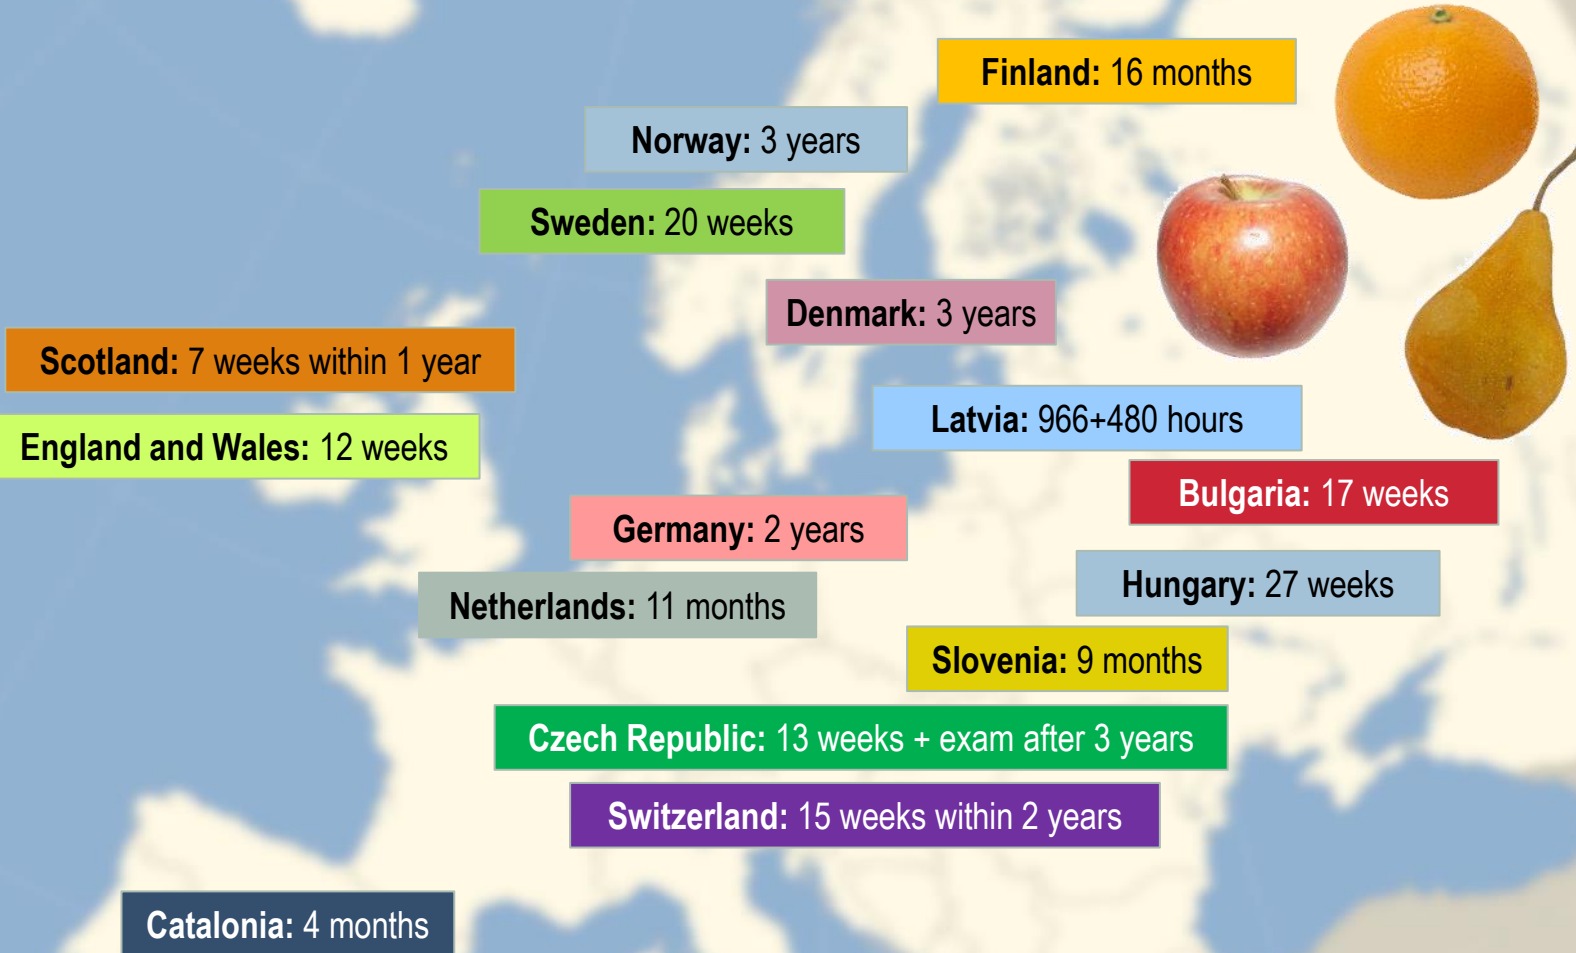 Finland: 16 months
Norway: 3 years
Sweden: 20 weeks
Denmark: 3 years
Scotland: 7 weeks within 1 year
Latvia: 966+480 hours
England and Wales: 12 weeks
Bulgaria: 17 weeks
Germany: 2 years
Hungary: 27 weeks
Netherlands: 11 months
Slovenia: 9 months
Czech Republic: 13 weeks + exam after 3 years
Switzerland: 15 weeks within 2 years
Catalonia: 4 months